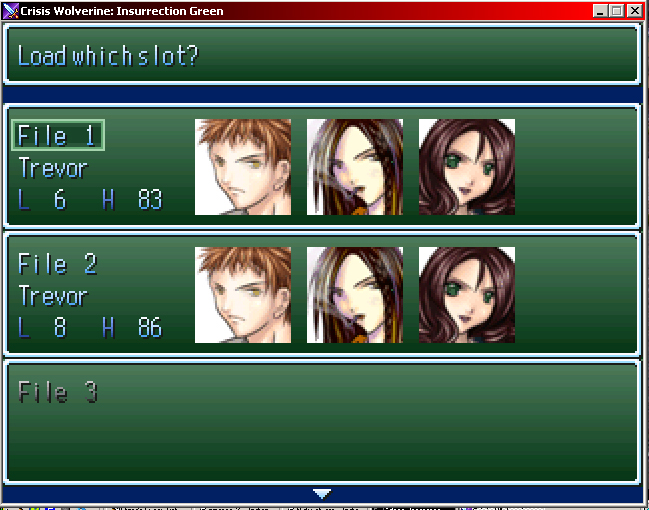 Crisis Wolverine: Insurrection Green
Load which slot?
File 1
Trevor
L 6 H 83
File 2
Trevor
L 8 H 86
File 3